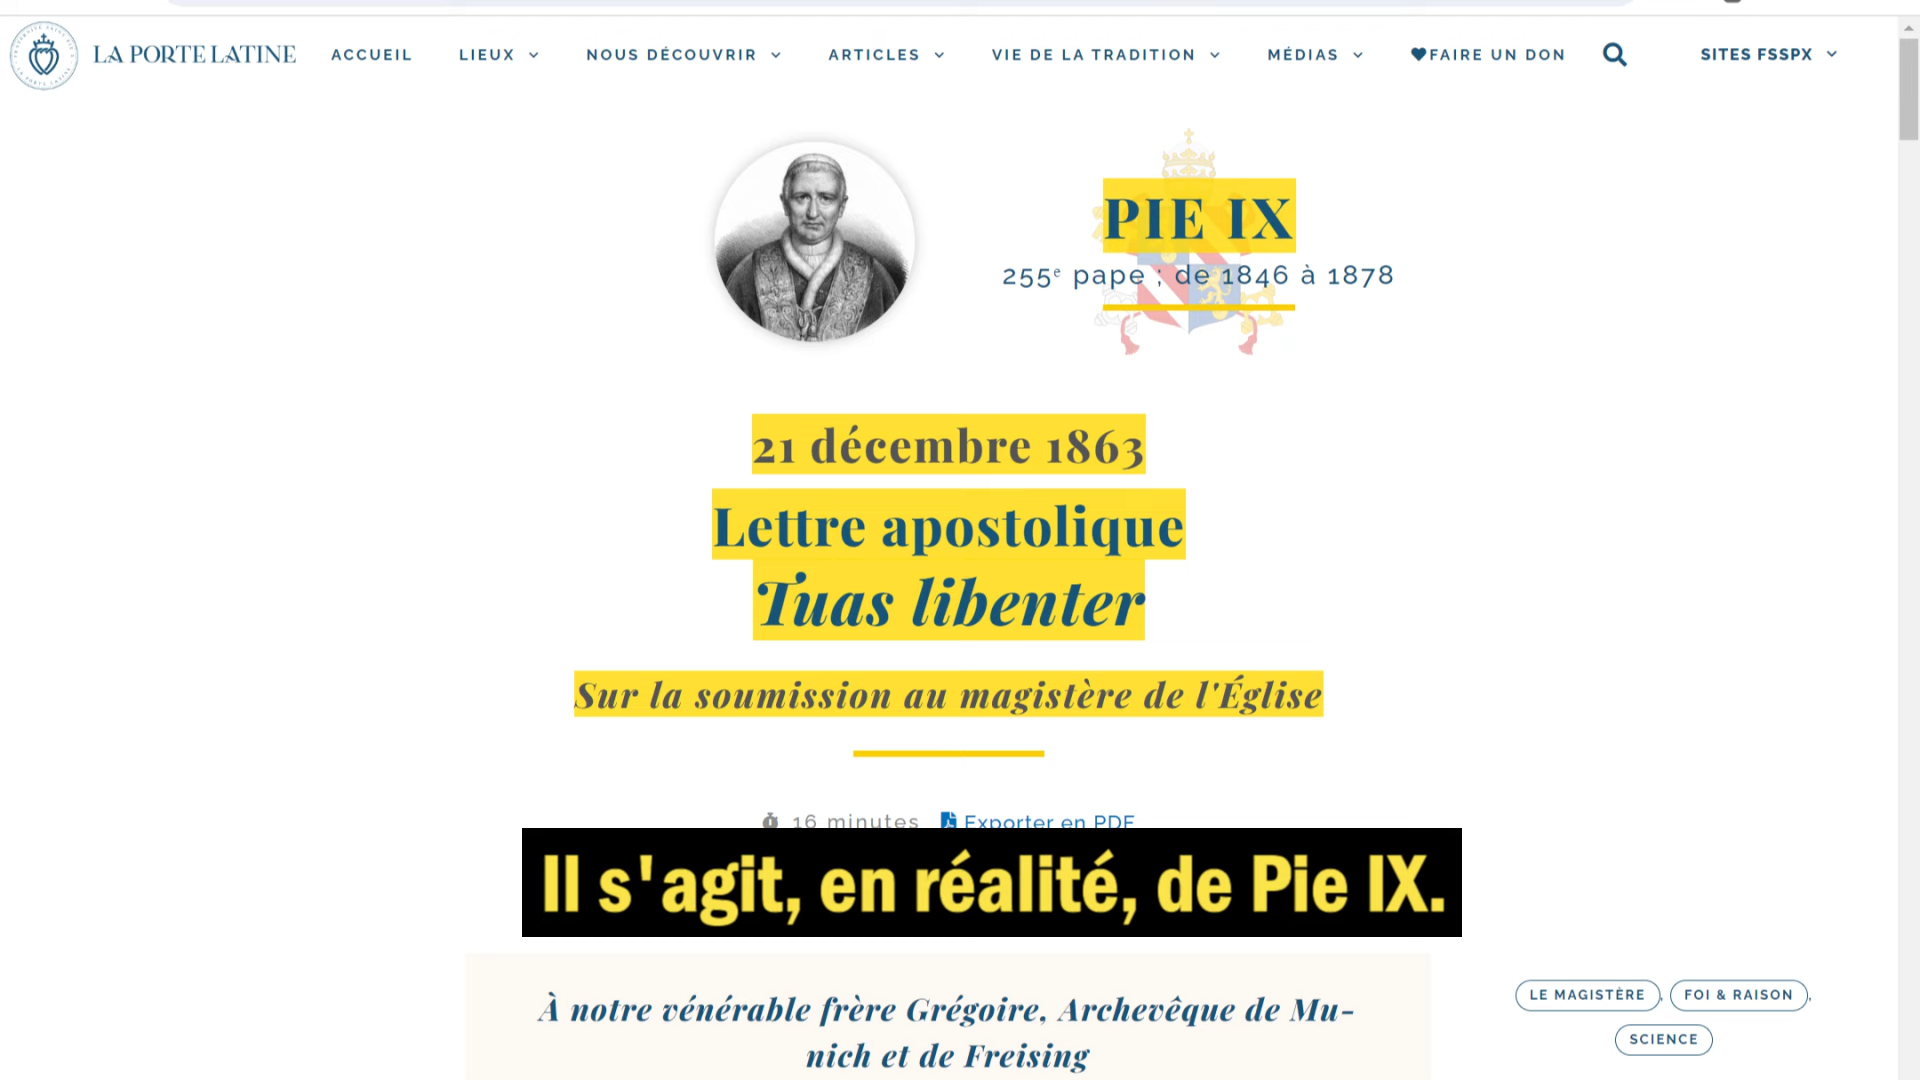 LA PORTE LATINE
ACCUEIL
LIEUX
NOUS DÉCOUVRIR
ARTICLES
VIE DE LA TRADITION
MÉDIAS
FAIRE UN DON
SITES FSSPX
PIE IX
255e pape ; de 1846 à 1878
21 décembre 1863
Lettre apostolique
Tuas libenter
Sur la soumission au magistère de l'Église
16 minutes
Exporter en PDF
Il s'agit, en réalité, de Pie IX.
À notre vénérable frère Grégoire, Archevêque de Mu-
nich et de Freising
LE MAGISTÈRE, FOI & RAISON,
SCIENCE